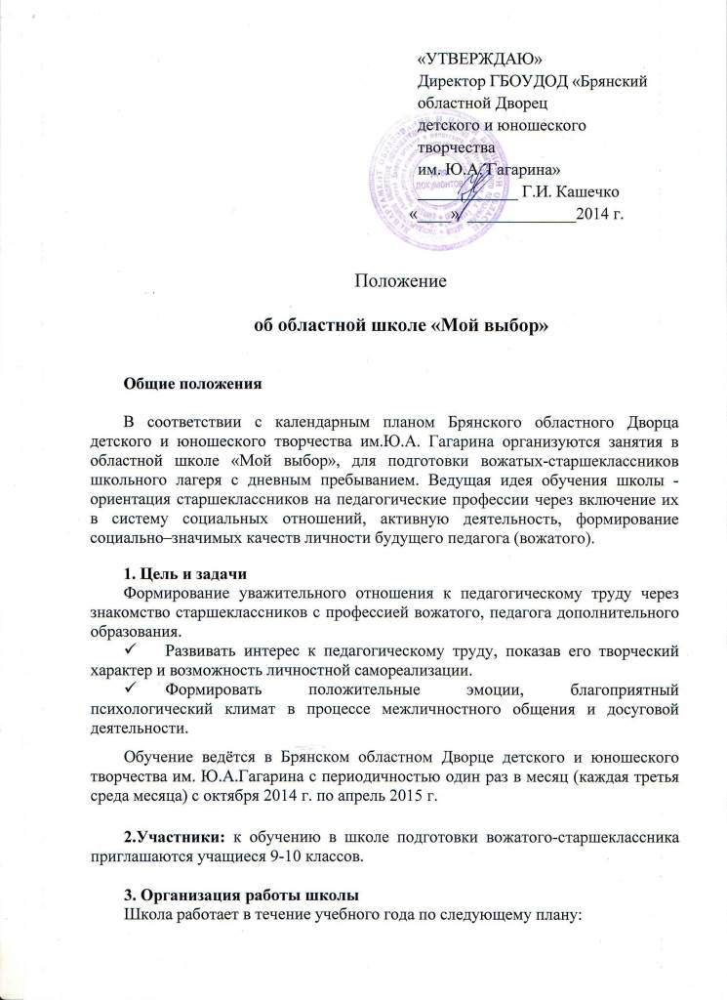 «УТВЕРЖДАЮ»
Директор ГБОУДОД «Брянский
областной Дворец
детского и юношеского
творчества
им. Ю.А. Гагарина»
____________ Г.И. Кашечко
«____» _____________2014 г.
ДОКУМЕНТОВ
Положение
об областной школе «Мой выбор»
Общие положения
В соответствии с календарным планом Брянского областного Дворца
детского и юношеского творчества им.Ю.А. Гагарина организуются занятия в
областной школе «Мой выбор», для подготовки вожатых-старшеклассников
школьного лагеря с дневным пребыванием. Ведущая идея обучения школы -
ориентация старшеклассников на педагогические профессии через включение их
в систему социальных отношений, активную деятельность, формирование
социально–значимых качеств личности будущего педагога (вожатого).
1. Цель и задачи
Формирование уважительного отношения к педагогическому труду через
знакомство старшеклассников с профессией вожатого, педагога дополнительного
образования.
✓ Развивать интерес к педагогическому труду, показав его творческий
характер и возможность личностной самореализации.
✓ Формировать положительные эмоции, благоприятный
психологический климат в процессе межличностного общения и досуговой
деятельности.
Обучение ведётся в Брянском областном Дворце детского и юношеского
творчества им. Ю.А.Гагарина с периодичностью один раз в месяц (каждая третья
среда месяца) с октября 2014 г. по апрель 2015 г.
2.Участники: к обучению в школе подготовки вожатого-старшеклассника
приглашаются учащиеся 9-10 классов.
3. Организация работы школы
Школа работает в течение учебного года по следующему плану: